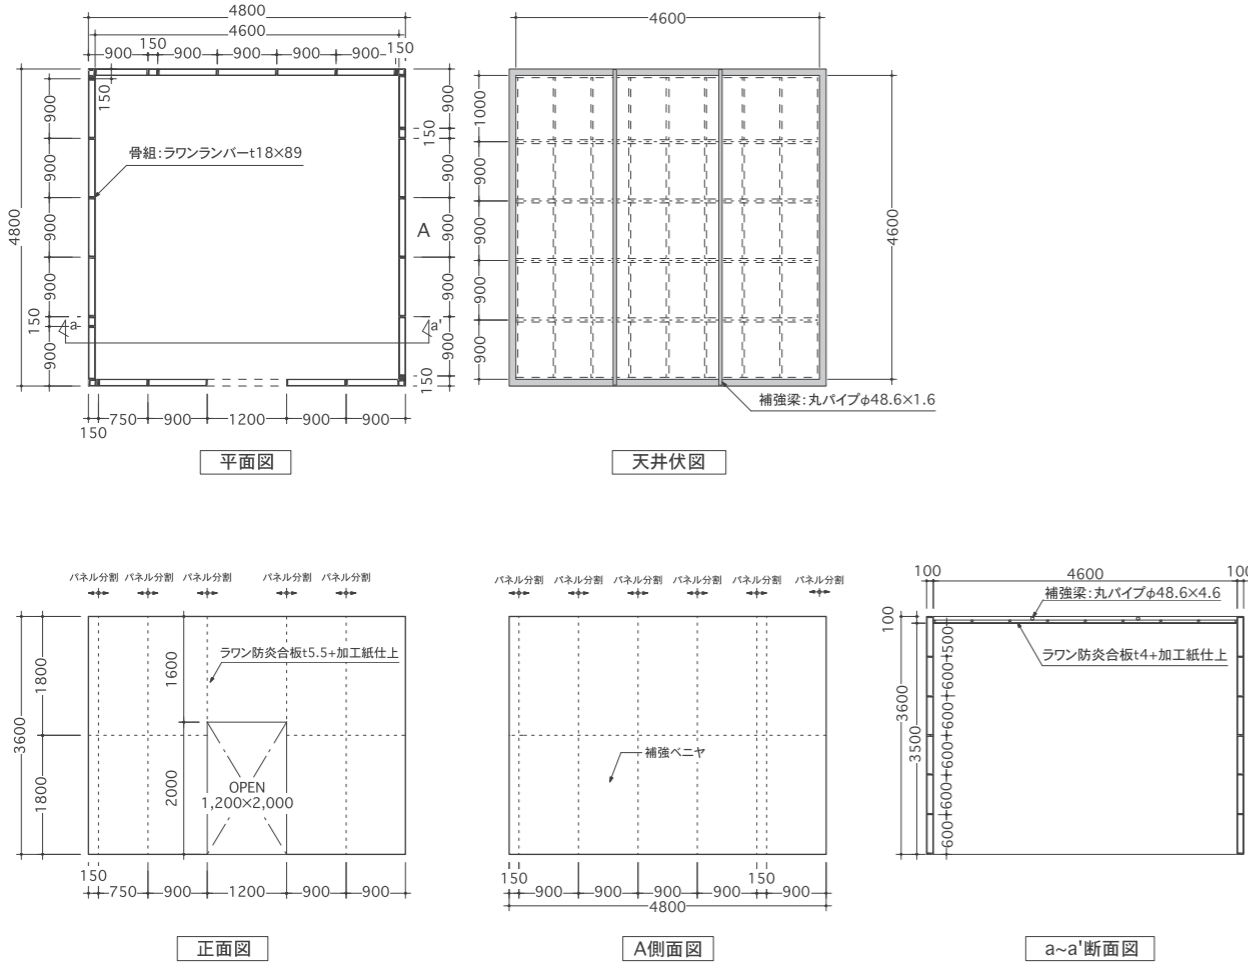 4800
4600
150
150
900
900
900
900
900
150
900
900
900
900
150
900
4800
骨組:ラワンランバーt18×89
900
150
900
900
900
900
150
A
a
a'
750
900
1200
900
900
150
平面図
4600
1000
900
900
900
900
4600
補強梁:丸パイプφ48.6×1.6
天井伏図
パネル分割
パネル分割
パネル分割
パネル分割
パネル分割
3600
1800
1800
1600
2000
ラワン防炎合板t5.5+加工紙仕上
OPEN
1,200×2,000
150
750
900
1200
900
900
正面図
パネル分割
パネル分割
パネル分割
パネル分割
パネル分割
パネル分割
補強ベニヤ
150
900
900
900
900
150
900
4800
A側面図
100
4600
100
補強梁:丸パイプφ48.6×4.6
ラワン防炎合板t4+加工紙仕上
100
3600
3500
500
600
600
600
600
600
a~a'断面図